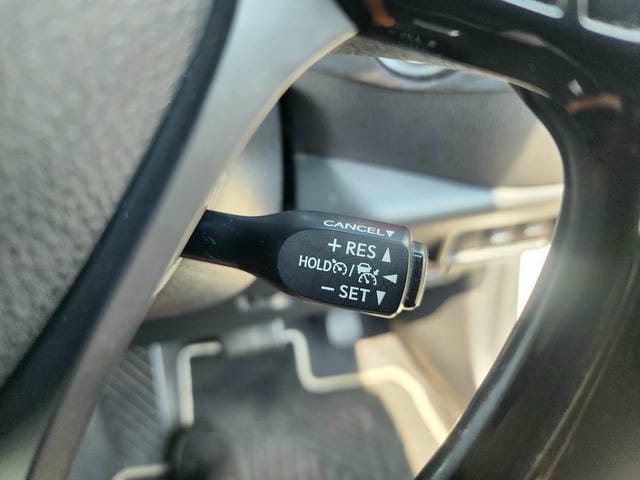 CANCEL▼
+ RES ▲
HOLD / ◀
− SET ▼